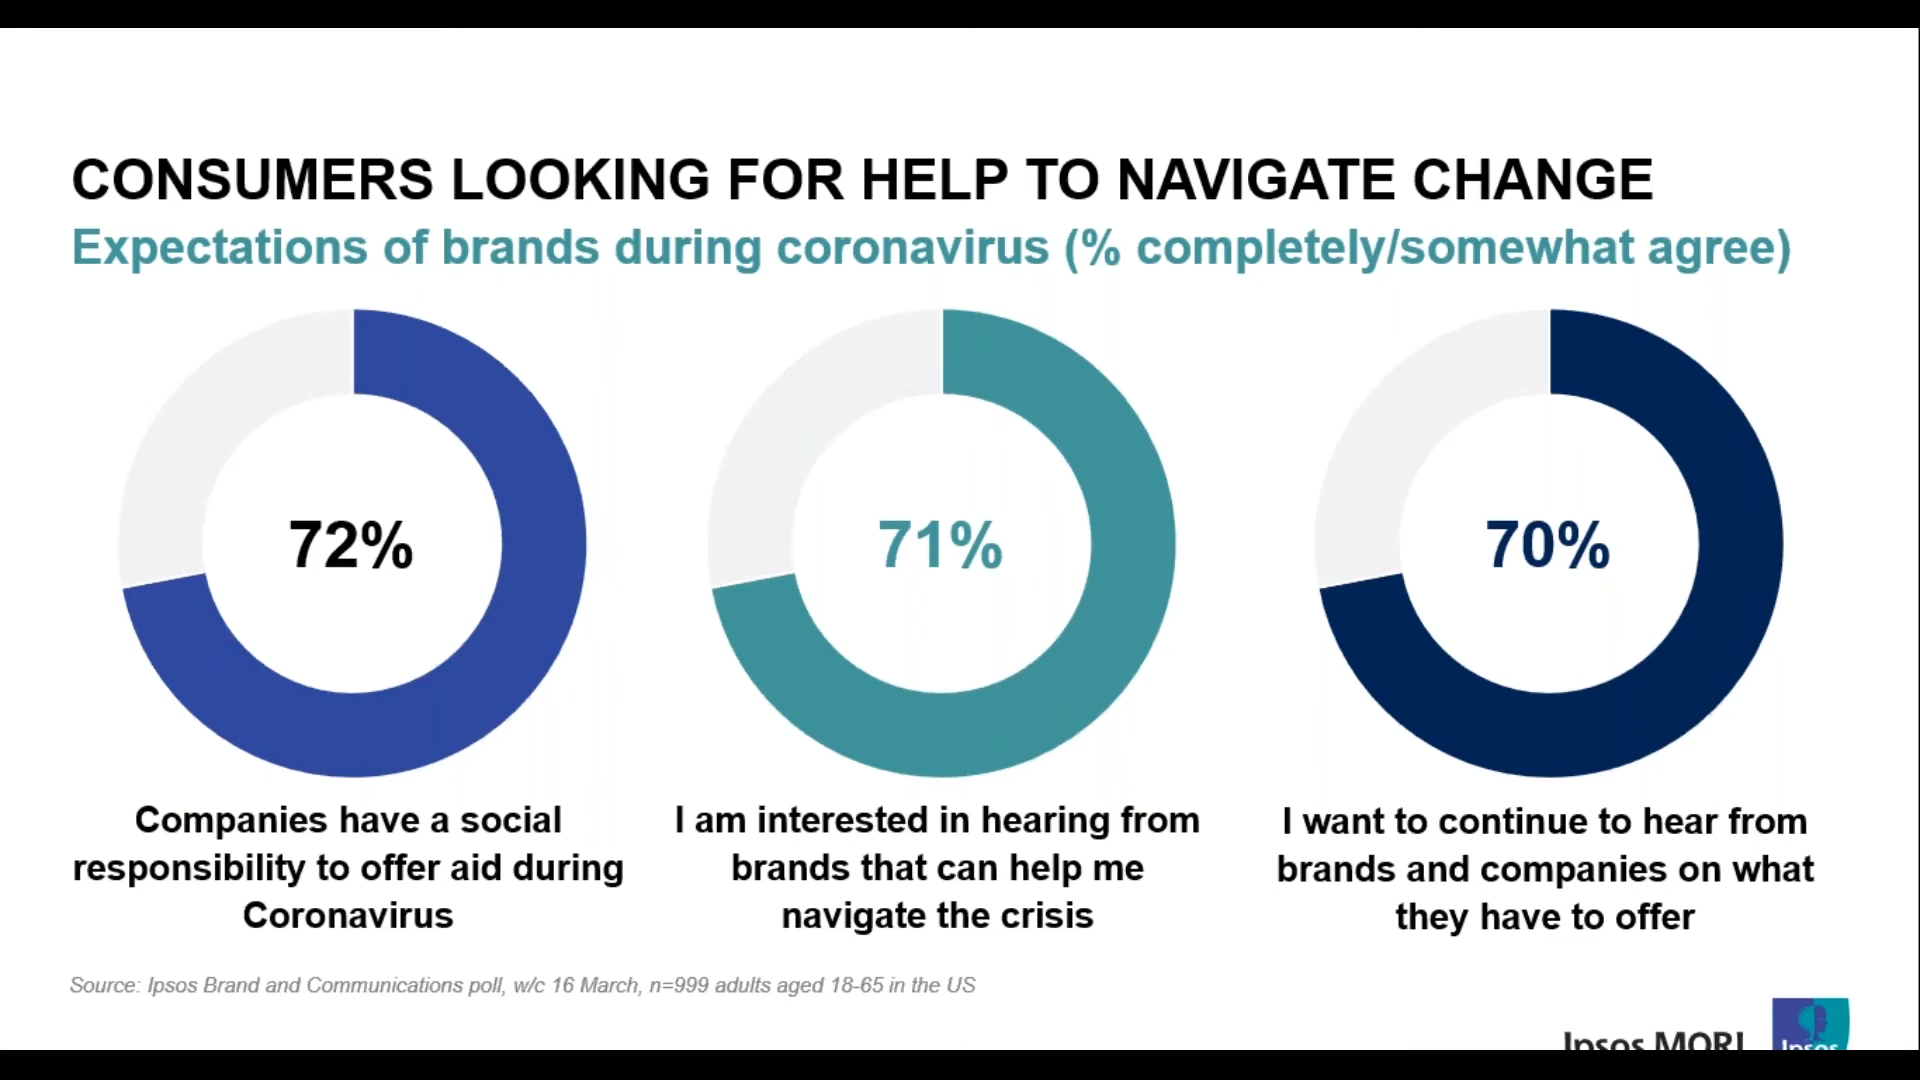 CONSUMERS LOOKING FOR HELP TO NAVIGATE CHANGE
Expectations of brands during coronavirus (% completely/somewhat agree)
72%
71%
70%
Companies have a social
responsibility to offer aid during
Coronavirus
I am interested in hearing from
brands that can help me
navigate the crisis
I want to continue to hear from
brands and companies on what
they have to offer
Source: Ipsos Brand and Communications poll, w/c 16 March, n=999 adults aged 18-65 in the US
Ipsos MORI
Ipsos